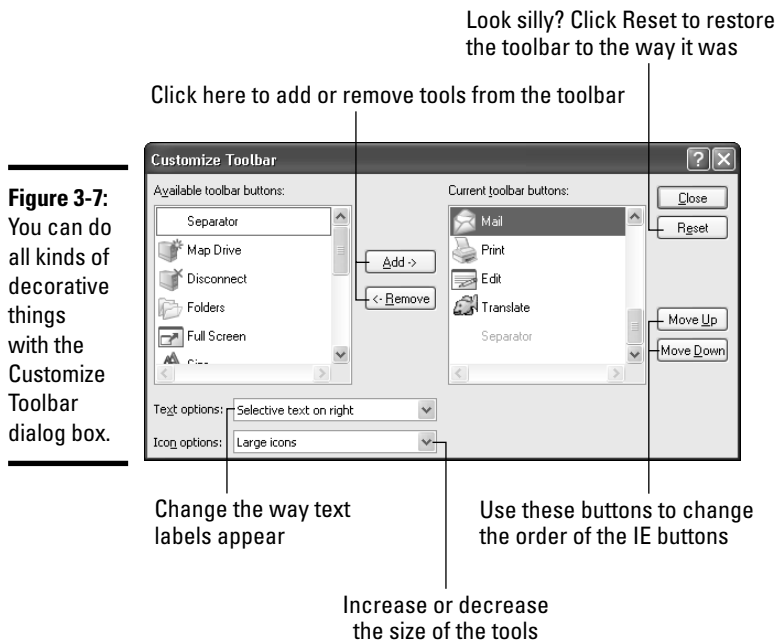 Look silly? Click Reset to restore
the toolbar to the way it was
Click here to add or remove tools from the toolbar
Figure 3-7:
You can do
all kinds of
decorative
things
with the
Customize
Toolbar
dialog box.
Customize Toolbar
Available toolbar buttons:
Separator
Map Drive
Disconnect
Folders
Full Screen
Add ->
<- Remove
Current toolbar buttons:
Mail
Print
Edit
Translate
Separator
Close
Reset
Move Up
Move Down
Text options: Selective text on right
Icon options: Large icons
Change the way text
labels appear
Use these buttons to change
the order of the IE buttons
Increase or decrease
the size of the tools